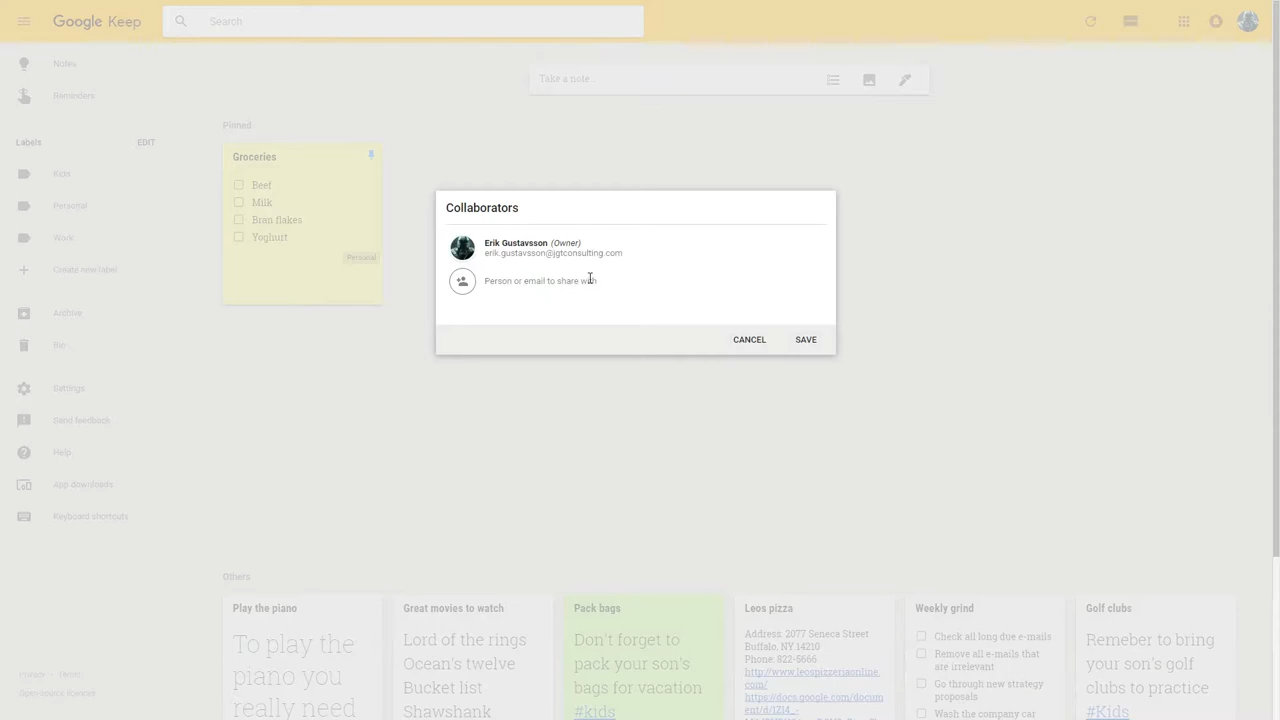 Google Keep
Search
Notes
Reminders
Labels
EDIT
Kids
Personal
Work
Create new label
Archive
Bin
Settings
Send feedback
Help
App downloads
Keyboard shortcuts
Privacy · Terms
Open-source licences
Take a note...
Pinned
Groceries
Beef
Milk
Bran flakes
Yoghurt
Personal
Collaborators
Erik Gustavsson (Owner)
erik.gustavsson@jgtconsulting.com
Person or email to share with
CANCEL
SAVE
Others
Play the piano
To play the
piano you
really need
Great movies to watch
Lord of the rings
Ocean's twelve
Bucket list
Shawshank
Pack bags
Don't forget to
pack your son's
bags for vacation
#kids
Leos pizza
Address: 2077 Seneca Street
Buffalo, NY 14210
Phone: 822-5666
http://www.leospizzeriaonline.
com/
https://docs.google.com/docum
Weekly grind
Check all long due e-mails
Remove all e-mails that
are irrelevant
Go through new strategy
proposals
Wash the company car
Golf clubs
Remeber to bring
your son's golf
clubs to practice
#Kids